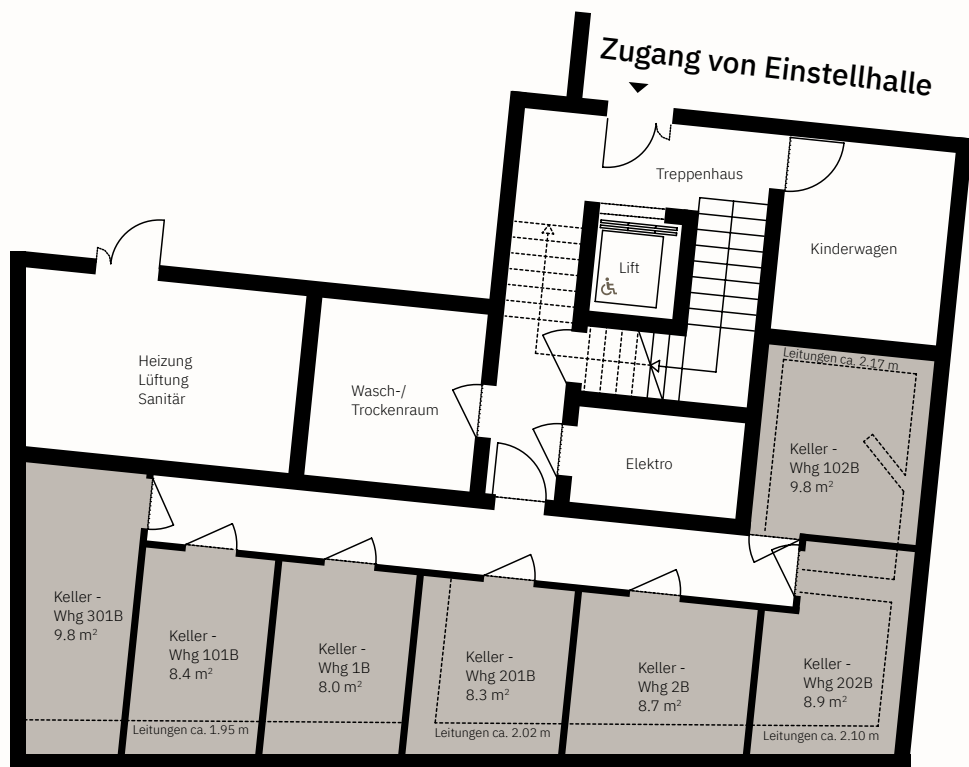 Zugang von Einstellhalle
Treppenhaus
Kinderwagen
Lift
Leitungen ca. 2.17 m
Heizung
Lüftung
Sanitär
Wasch-/
Trockenraum
Elektro
Keller -
Whg 102B
9.8 m²
Keller -
Whg 301B
9.8 m²
Keller -
Whg 101B
8.4 m²
Keller -
Whg 1B
8.0 m²
Keller -
Whg 201B
8.3 m²
Keller -
Whg 2B
8.7 m²
Keller -
Whg 202B
8.9 m²
Leitungen ca. 1.95 m
Leitungen ca. 2.02 m
Leitungen ca. 2.10 m